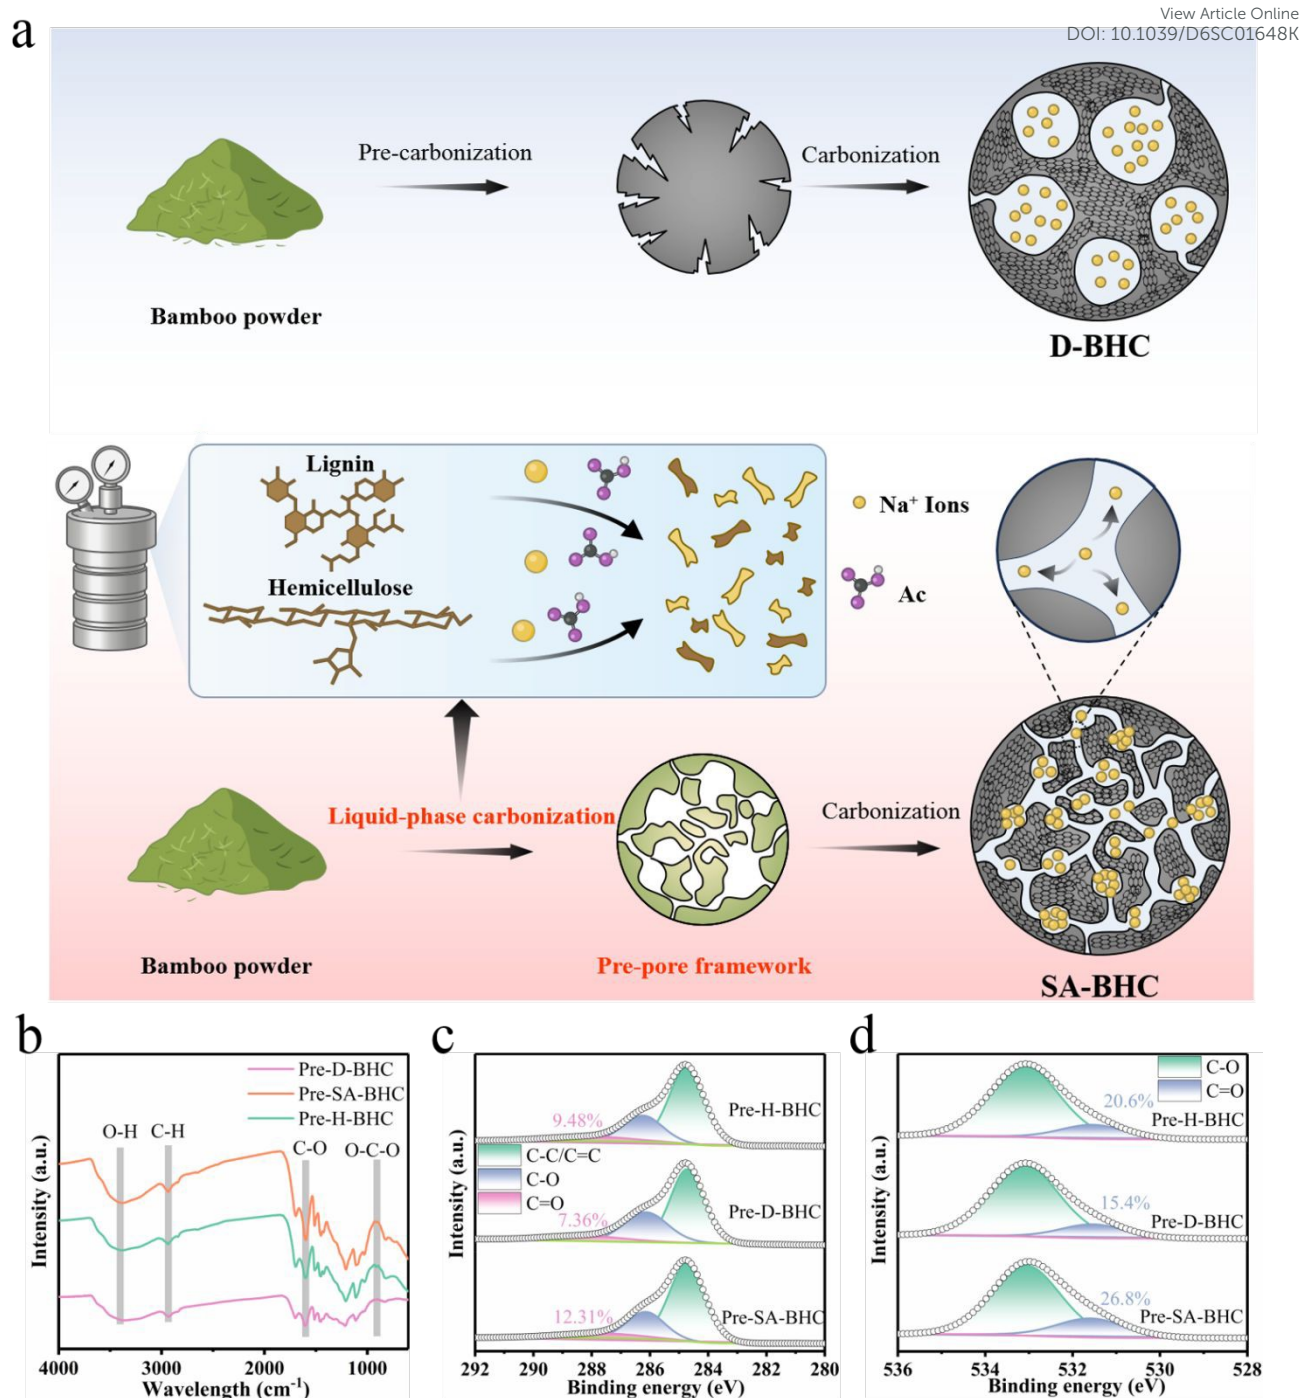 View Article Online
DOI: 10.1039/D6SC01648K
a
Pre-carbonization
Carbonization
Bamboo powder
D-BHC
Lignin
Hemicellulose
Na⁺ Ions
Ac
Liquid-phase carbonization
Carbonization
Bamboo powder
Pre-pore framework
SA-BHC
b
Pre-D-BHC
Pre-SA-BHC
Pre-H-BHC
O-H
C-H
C-O
O-C-O
Intensity (a.u.)
4000
3000
2000
1000
Wavelength (cm⁻¹)
c
9.48%
Pre-H-BHC
C-C/C=C
C-O
C=O
7.36%
Pre-D-BHC
12.31%
Pre-SA-BHC
Intensity (a.u.)
292
290
288
286
284
282
280
Binding energy (eV)
d
C-O
C=O
20.6%
Pre-H-BHC
15.4%
Pre-D-BHC
26.8%
Pre-SA-BHC
Intensity (a.u.)
536
534
532
530
528
Binding energy (eV)